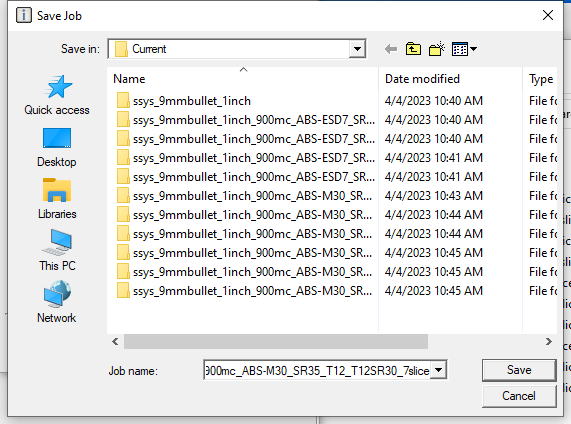 Save Job
Save in: Current
Name Date modified Type
ssys_9mmbullet_1inch 4/4/2023 10:40 AM File fo
ssys_9mmbullet_1inch_900mc_ABS-ESD7_SR... 4/4/2023 10:40 AM File fo
ssys_9mmbullet_1inch_900mc_ABS-ESD7_SR... 4/4/2023 10:40 AM File fo
ssys_9mmbullet_1inch_900mc_ABS-ESD7_SR... 4/4/2023 10:41 AM File fo
ssys_9mmbullet_1inch_900mc_ABS-ESD7_SR... 4/4/2023 10:41 AM File fo
ssys_9mmbullet_1inch_900mc_ABS-M30_SR... 4/4/2023 10:43 AM File fo
ssys_9mmbullet_1inch_900mc_ABS-M30_SR... 4/4/2023 10:44 AM File fo
ssys_9mmbullet_1inch_900mc_ABS-M30_SR... 4/4/2023 10:44 AM File fo
ssys_9mmbullet_1inch_900mc_ABS-M30_SR... 4/4/2023 10:45 AM File fo
ssys_9mmbullet_1inch_900mc_ABS-M30_SR... 4/4/2023 10:45 AM File fo
ssys_9mmbullet_1inch_900mc_ABS-M30_SR... 4/4/2023 10:45 AM File fo
Quick access
Desktop
Libraries
This PC
Network
Job name: 900mc_ABS-M30_SR35_T12_T12SR30_7slice
Save
Cancel